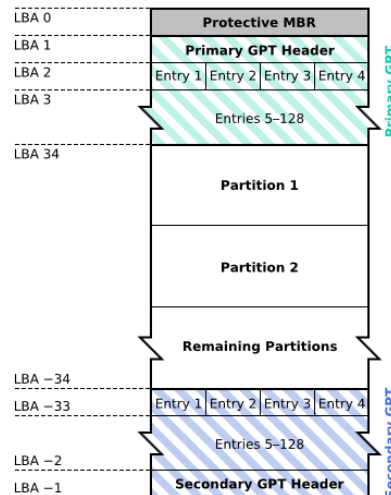 LBA 0
Protective MBR
LBA 1
Primary GPT Header
LBA 2
Entry 1 Entry 2 Entry 3 Entry 4
LBA 3
Entries 5–128
Primary GPT
LBA 34
Partition 1
Partition 2
Remaining Partitions
LBA −34
LBA −33
Entry 1 Entry 2 Entry 3 Entry 4
Entries 5–128
Secondary GPT
LBA −2
Secondary GPT Header
LBA −1